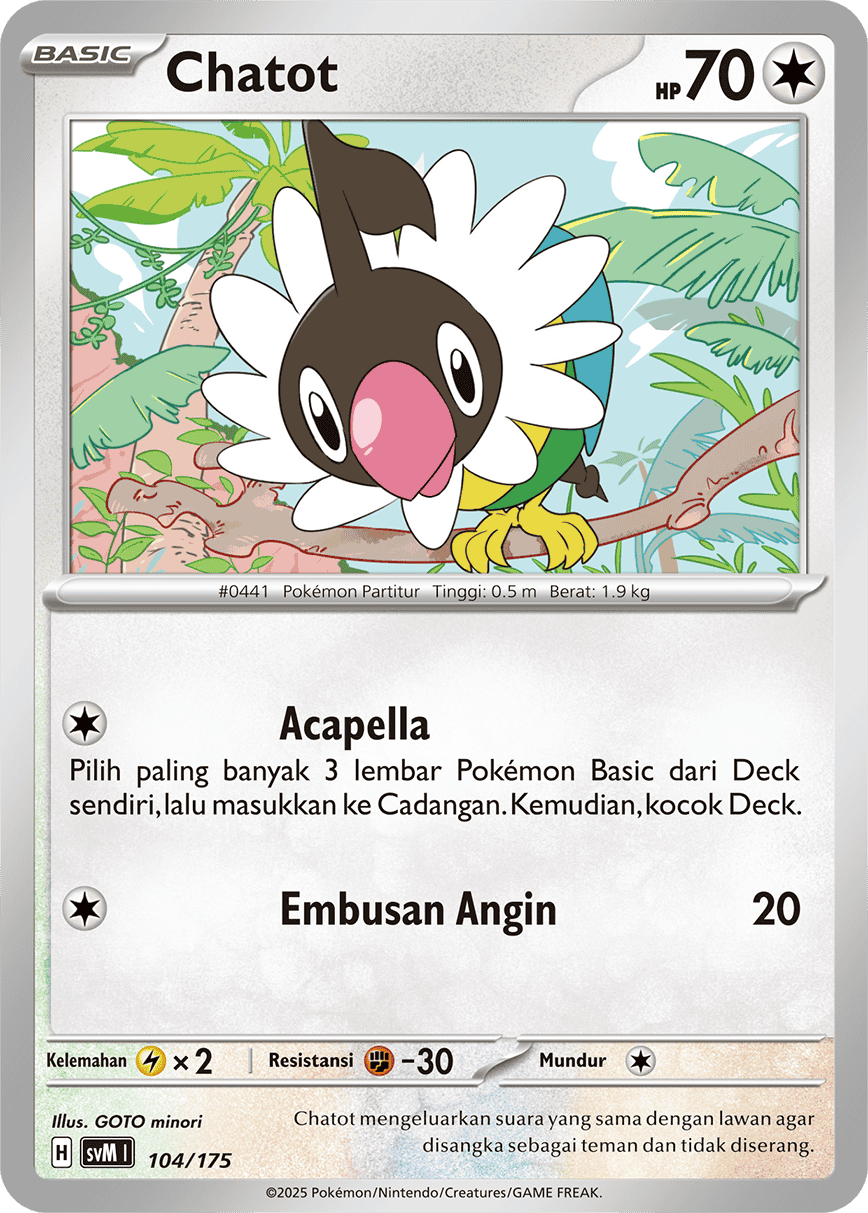 BASIC
Chatot
HP 70
#0441 Pokémon Partitur Tinggi: 0.5 m Berat: 1.9 kg
Acapella
Pilih paling banyak 3 lembar Pokémon Basic dari Deck
sendiri, lalu masukkan ke Cadangan. Kemudian, kocok Deck.
Embusan Angin 20
Kelemahan ×2 Resistansi -30 Mundur
Illus. GOTO minori
Chatot mengeluarkan suara yang sama dengan lawan agar
disangka sebagai teman dan tidak diserang.
H svM I 104/175
©2025 Pokémon/Nintendo/Creatures/GAME FREAK.